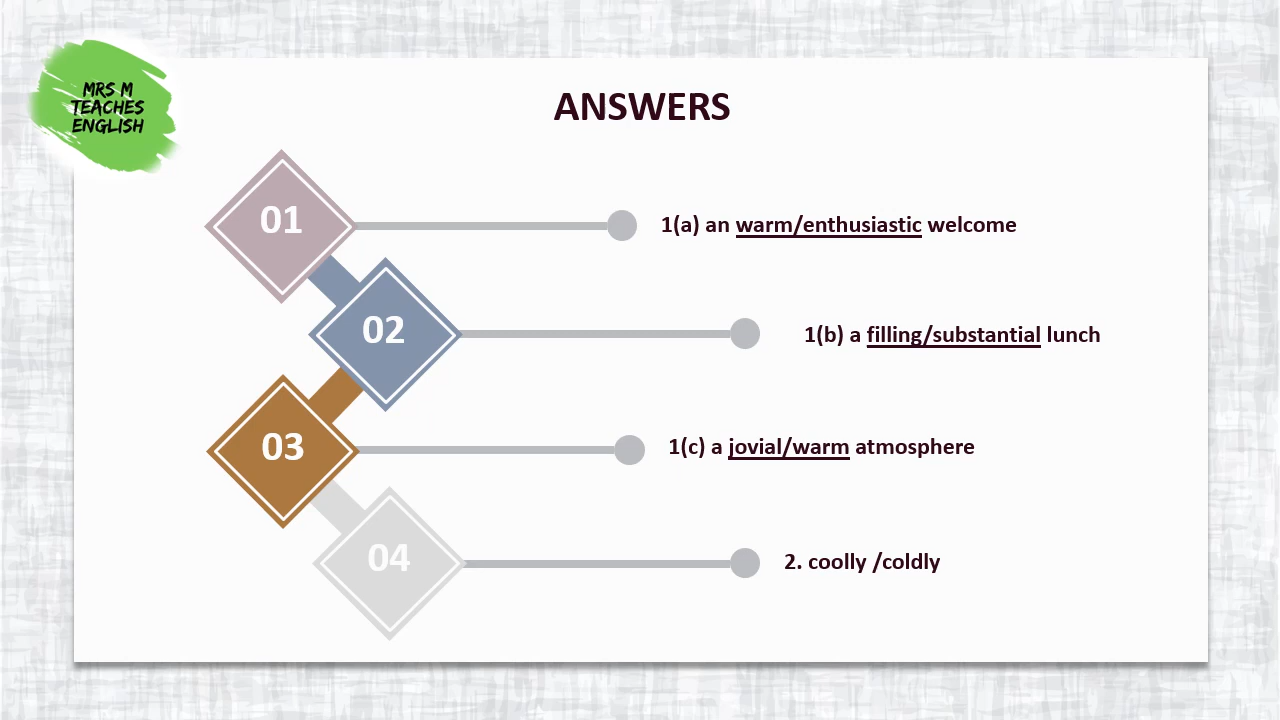 MRS M
TEACHES
ENGLISH
ANSWERS
01
1(a) an warm/enthusiastic welcome
02
1(b) a filling/substantial lunch
03
1(c) a jovial/warm atmosphere
04
2. coolly /coldly